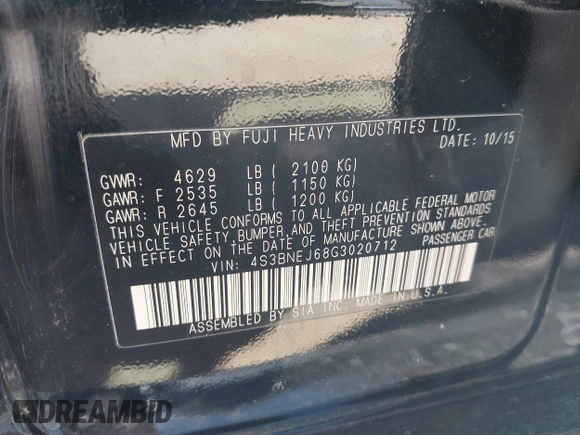 MFD BY FUJI HEAVY INDUSTRIES LTD.
DATE: 10/15
GVWR: 4629 LB ( 2100 KG)
GAWR: F 2535 LB ( 1150 KG)
GAWR: R 2645 LB ( 1200 KG)
THIS VEHICLE CONFORMS TO ALL APPLICABLE FEDERAL MOTOR
VEHICLE SAFETY, BUMPER, AND THEFT PREVENTION STANDARDS
IN EFFECT ON THE DATE OF MANUFACTURE SHOWN ABOVE.
VIN: 4S3BNEJ68G3020712 PASSENGER CAR
ASSEMBLED BY SIA INC. MADE IN U.S.A.
DREAMBID